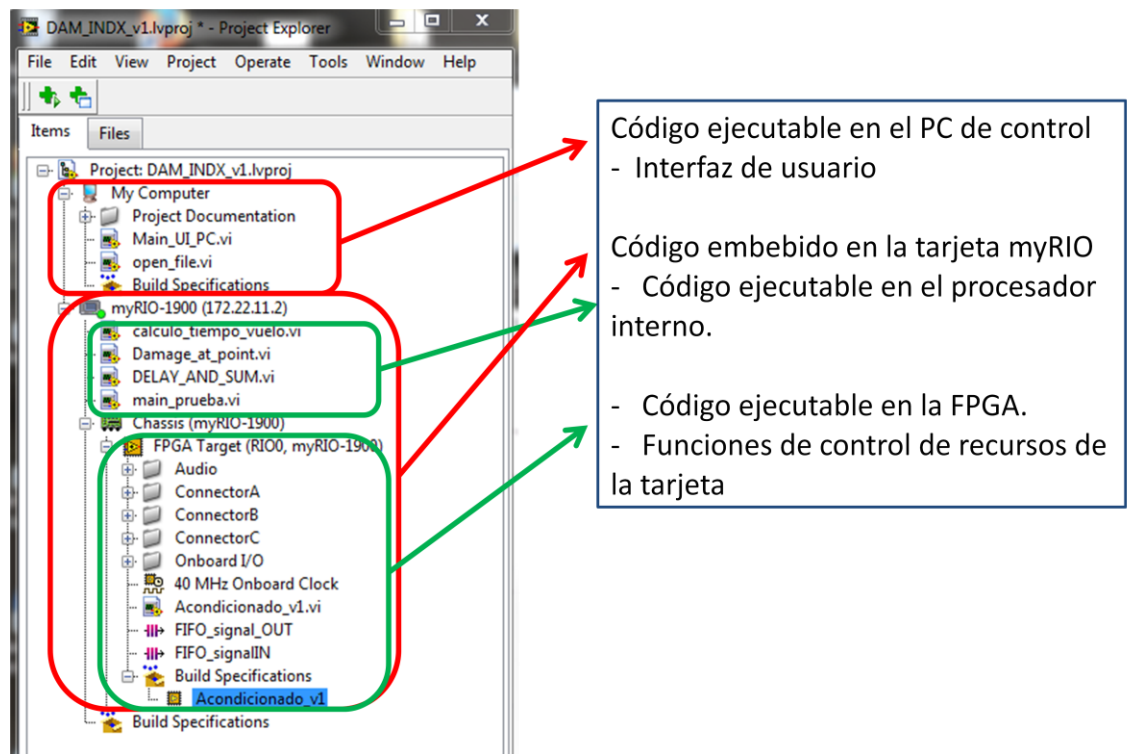 DAM_INDX_v1.lvproj * - Project Explorer
File Edit View Project Operate Tools Window Help
Items Files
Project: DAM_INDX_v1.lvproj
My Computer
Project Documentation
Main_UI_PC.vi
open_file.vi
Build Specifications
myRIO-1900 (172.22.11.2)
calculo_tiempo_vuelo.vi
Damage_at_point.vi
DELAY_AND_SUM.vi
main_prueba.vi
Chassis (myRIO-1900)
FPGA Target (RIO0, myRIO-1900)
Audio
ConnectorA
ConnectorB
ConnectorC
Onboard I/O
40 MHz Onboard Clock
Acondicionado_v1.vi
FIFO_signal_OUT
FIFO_signalIN
Build Specifications
Acondicionado_v1
Build Specifications
Código ejecutable en el PC de control
- Interfaz de usuario
Código embebido en la tarjeta myRIO
- Código ejecutable en el procesador
interno.
- Código ejecutable en la FPGA.
- Funciones de control de recursos de
la tarjeta